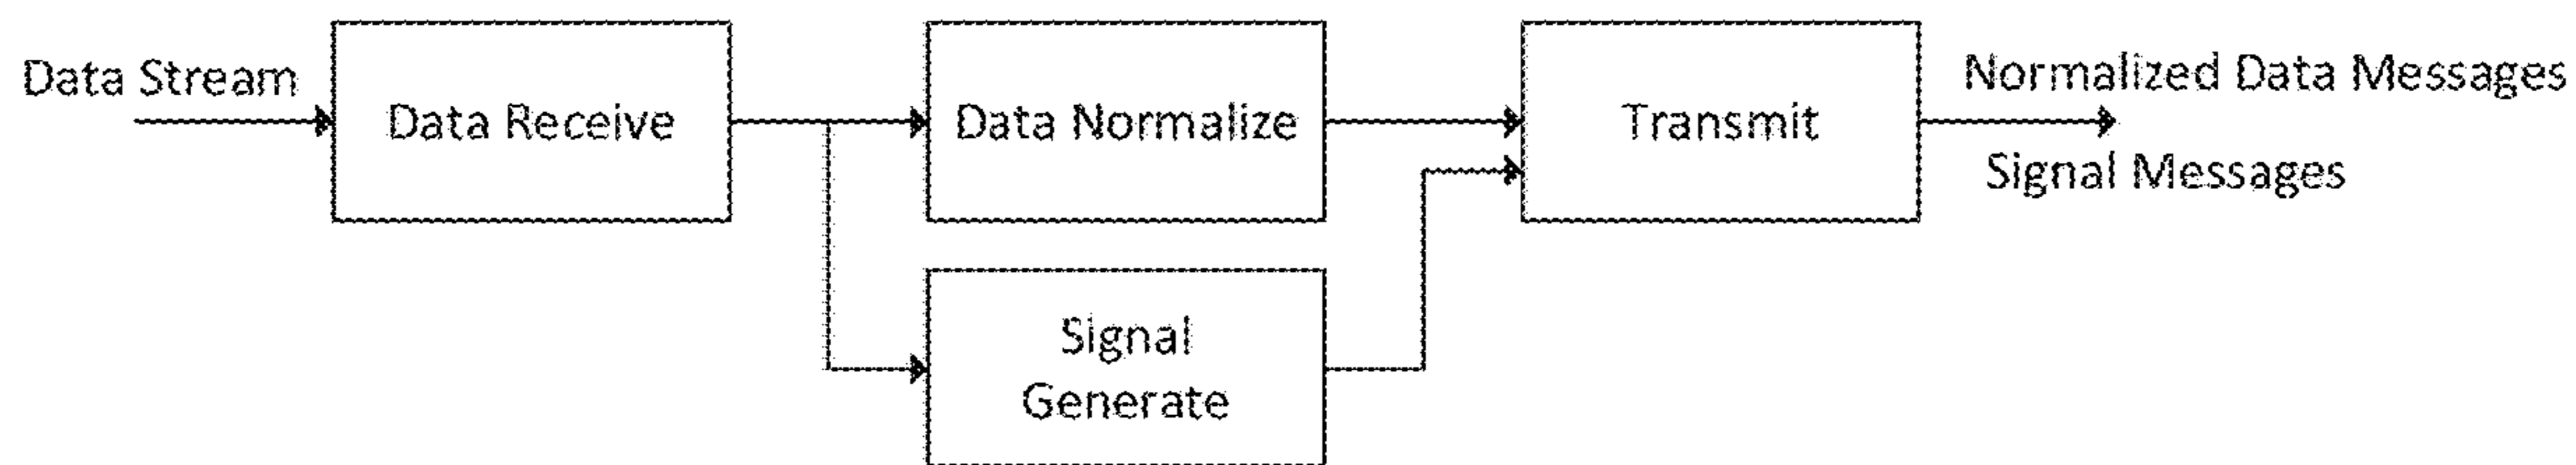 Data Stream
Data Receive
Data Normalize
Transmit
Normalized Data Messages
Signal Messages
Signal
Generate